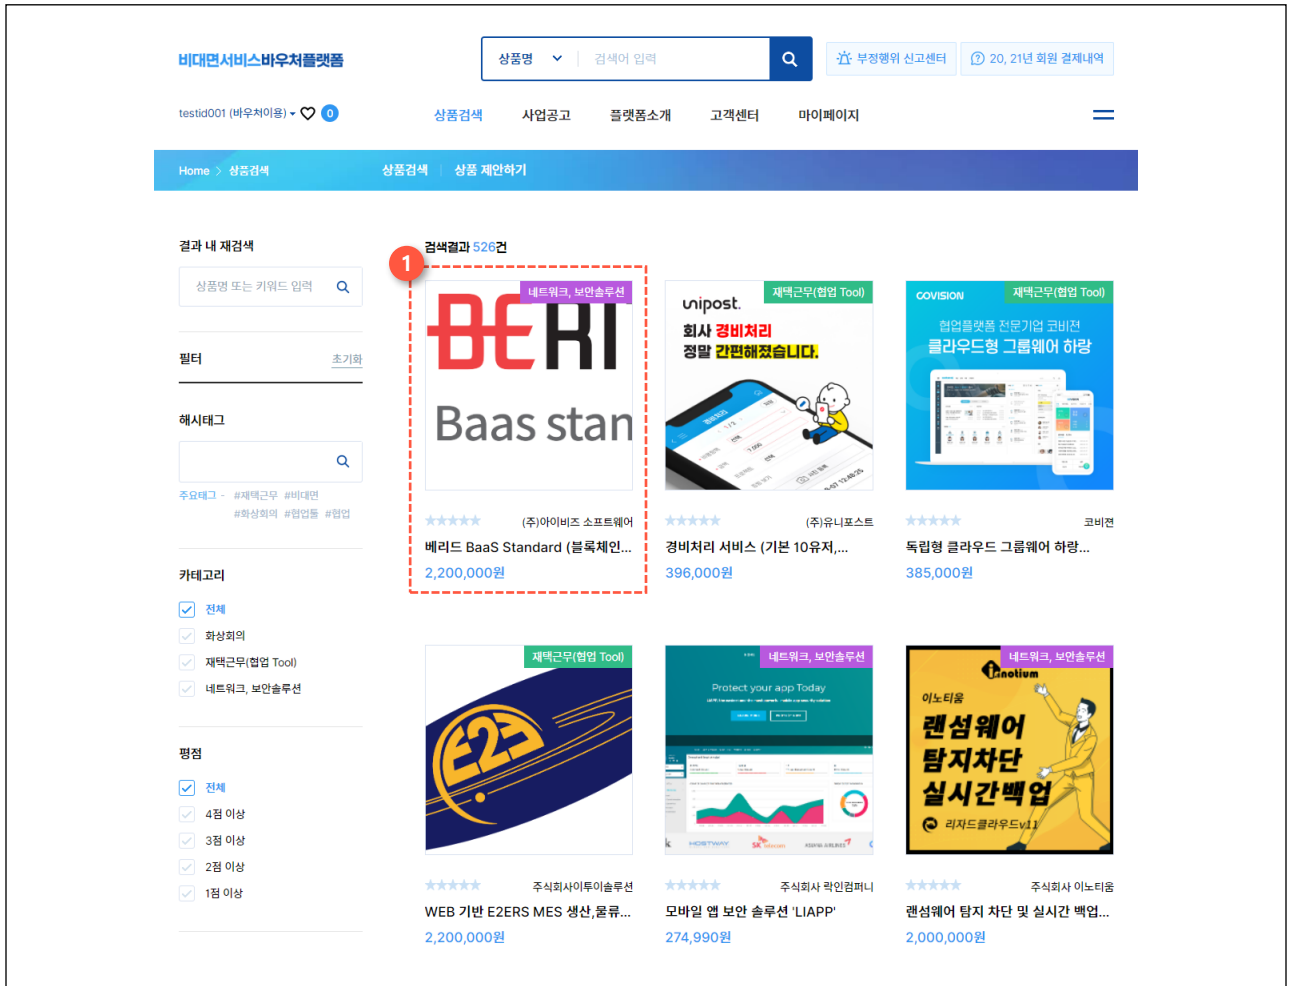 비대면서비스바우처플랫폼
상품명
검색어 입력
부정행위 신고센터
20, 21년 회원 결제내역
testid001 (바우처이용)
0
상품검색
사업공고
플랫폼소개
고객센터
마이페이지
Home > 상품검색
상품검색
상품 제안하기
결과 내 재검색
상품명 또는 키워드 입력
필터
초기화
해시태그
주요태그 - #재택근무 #비대면
#화상회의 #협업툴 #협업
카테고리
전체
화상회의
재택근무(협업 Tool)
네트워크, 보안솔루션
평점
전체
4점 이상
3점 이상
2점 이상
1점 이상
검색결과 526건
1
네트워크, 보안솔루션
BERI
Baas stan
(주)아이비즈 소프트웨어
베리드 BaaS Standard (블록체인...
2,200,000원
재택근무(협업 Tool)
unipost.
회사 경비처리
정말 간편해졌습니다.
경비처리
1 / 2
선택
7,000
선택
(주)유니포스트
경비처리 서비스 (기본 10유저,...
396,000원
재택근무(협업 Tool)
COVISION
협업플랫폼 전문기업 코비젼
클라우드형 그룹웨어 하랑
코비젼
독립형 클라우드 그룹웨어 하랑...
385,000원
재택근무(협업 Tool)
E2E
주식회사이투이솔루션
WEB 기반 E2ERS MES 생산,물류...
2,200,000원
네트워크, 보안솔루션
Protect your app Today
HOSTWAY
SK telecom
ASIANA AIRLINES
주식회사 락인컴퍼니
모바일 앱 보안 솔루션 'LIAPP'
274,990원
네트워크, 보안솔루션
innotium
이노티움
랜섬웨어
탐지차단
실시간백업
리자드클라우드v11
주식회사 이노티움
랜섬웨어 탐지 차단 및 실시간 백업...
2,000,000원